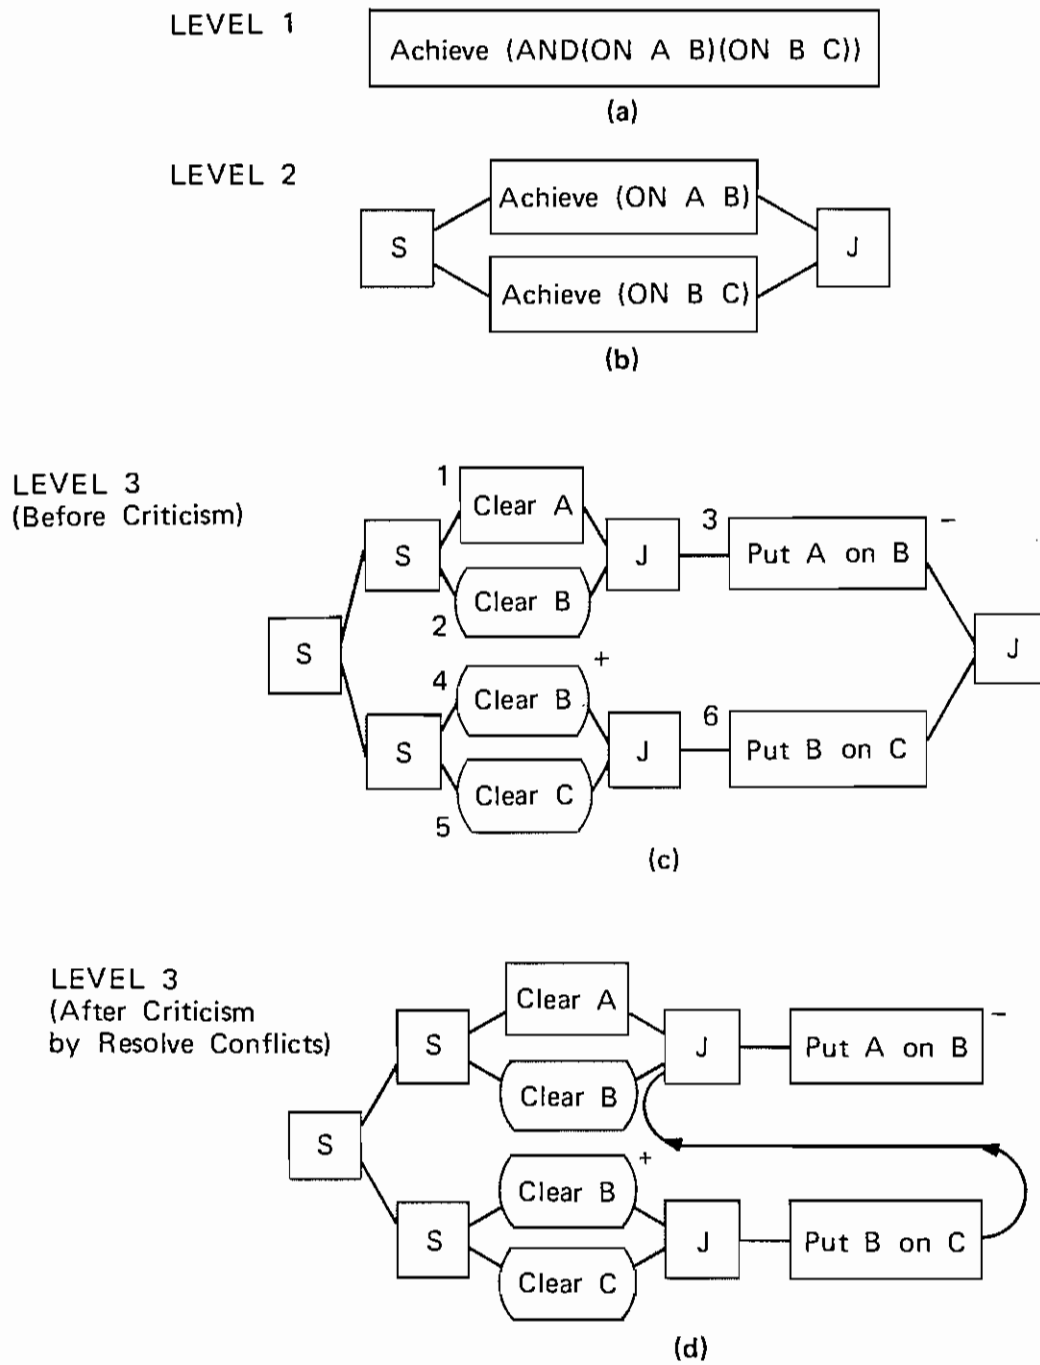 LEVEL 1
Achieve (AND(ON A B)(ON B C))
(a)
LEVEL 2
Achieve (ON A B)
S
J
Achieve (ON B C)
(b)
LEVEL 3
(Before Criticism)
1
Clear A
S
J
3
Put A on B
−
Clear B
2
S
J
+
4
Clear B
S
J
6
Put B on C
Clear C
5
(c)
LEVEL 3
(After Criticism
by Resolve Conflicts)
Clear A
S
J
Put A on B
−
Clear B
S
+
Clear B
S
J
Put B on C
Clear C
(d)